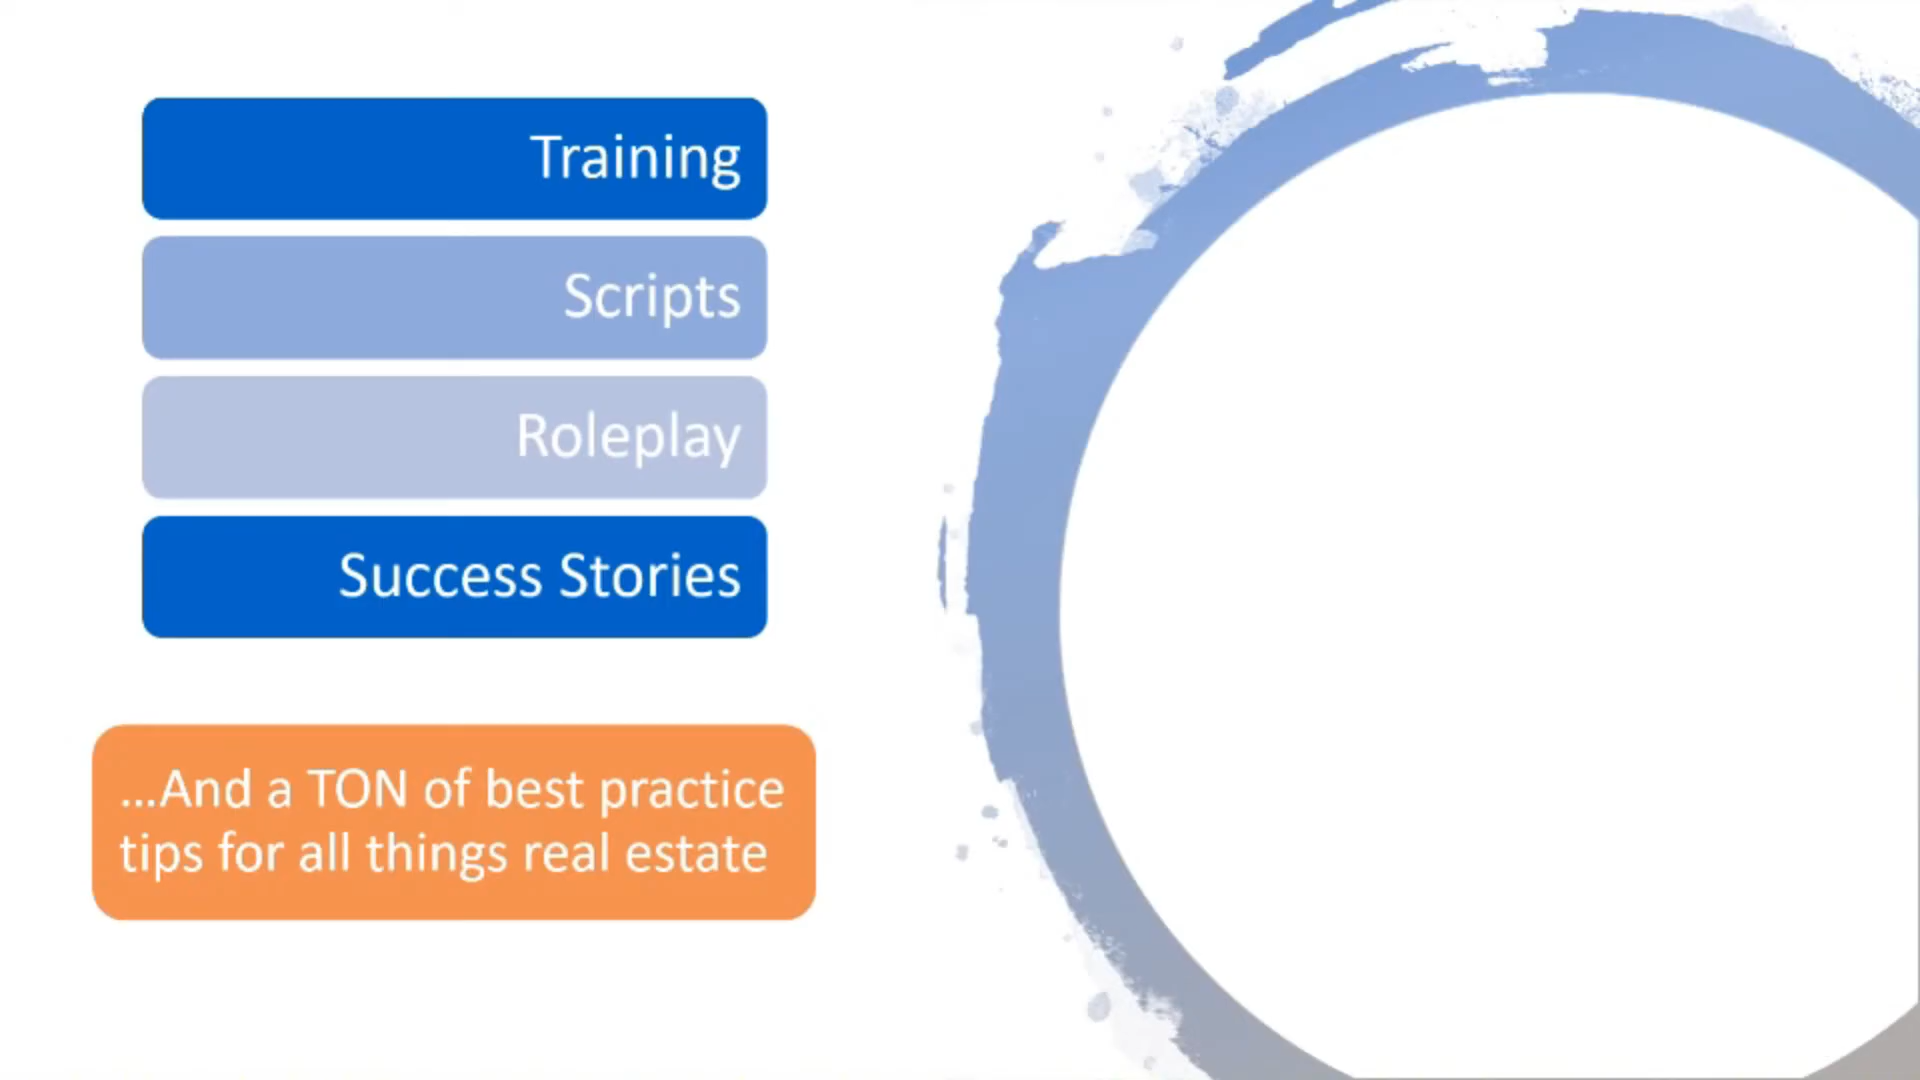 Training
Scripts
Roleplay
Success Stories
...And a TON of best practice
tips for all things real estate